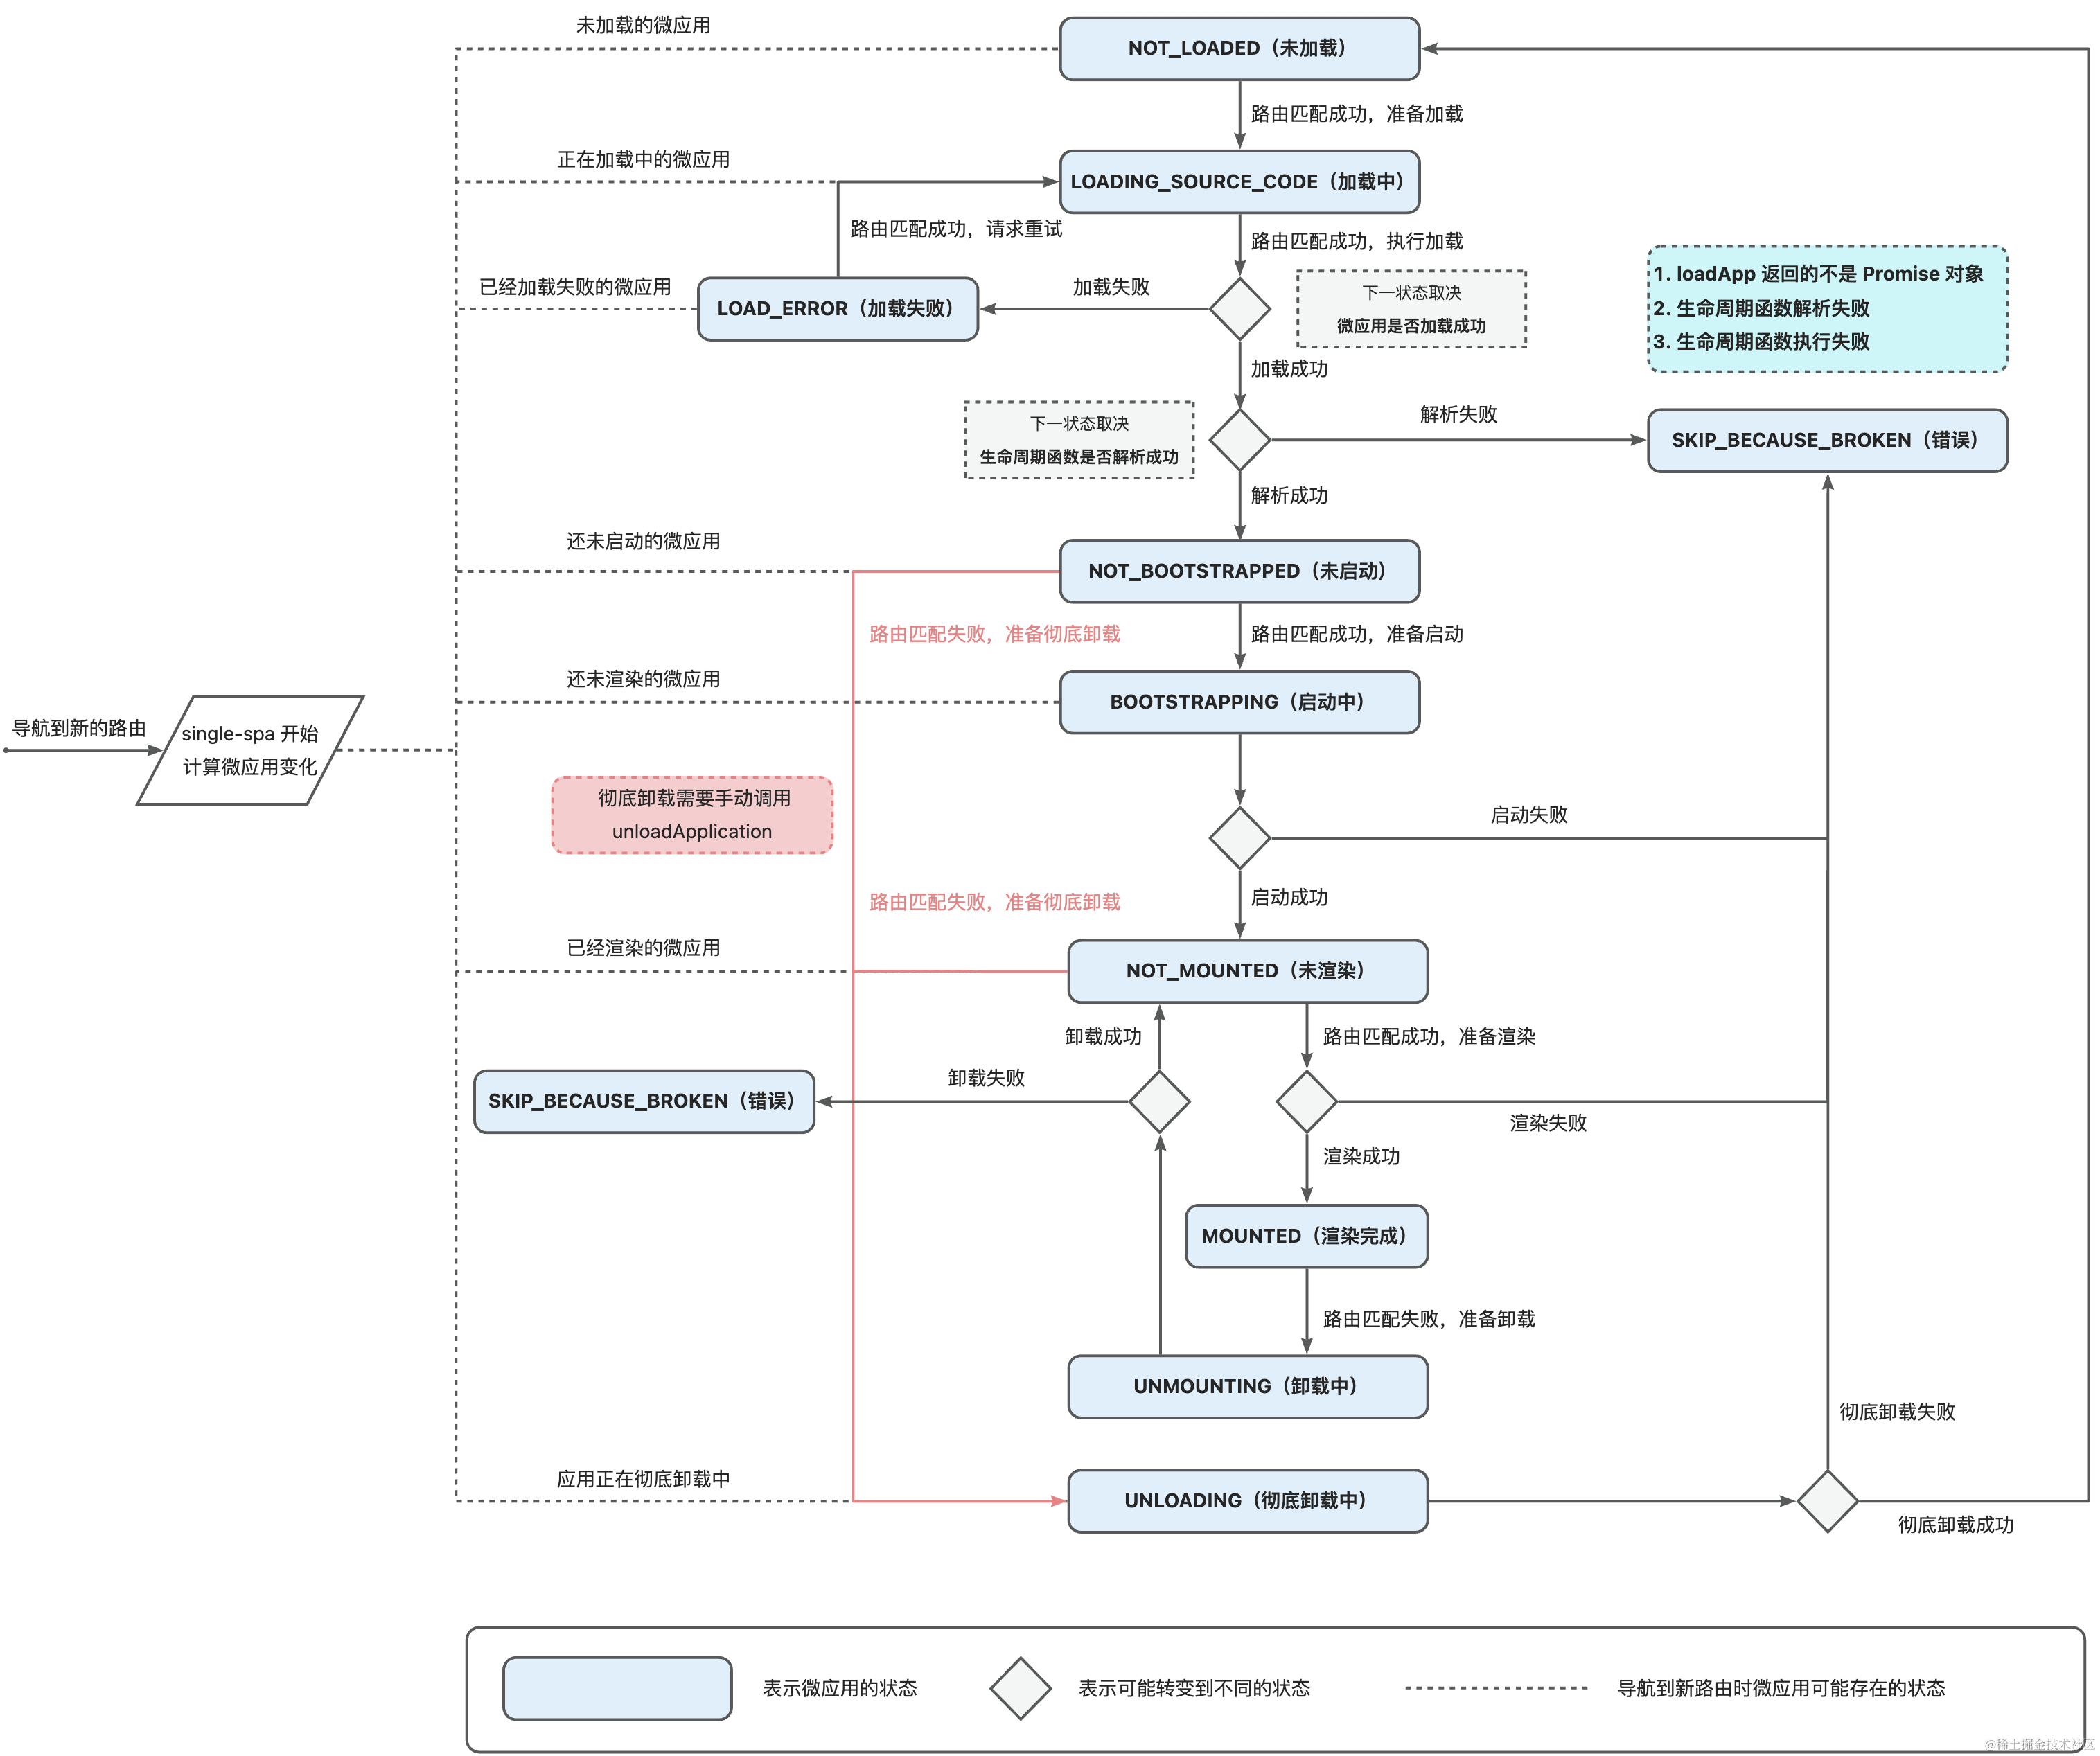 未加载的微应用
NOT_LOADED（未加载）
路由匹配成功，准备加载
正在加载中的微应用
LOADING_SOURCE_CODE（加载中）
路由匹配成功，请求重试
路由匹配成功，执行加载
已经加载失败的微应用
LOAD_ERROR（加载失败）
加载失败
下一状态取决
微应用是否加载成功
1. loadApp 返回的不是 Promise 对象
2. 生命周期函数解析失败
3. 生命周期函数执行失败
加载成功
下一状态取决
生命周期函数是否解析成功
解析失败
SKIP_BECAUSE_BROKEN（错误）
解析成功
还未启动的微应用
NOT_BOOTSTRAPPED（未启动）
路由匹配失败，准备彻底卸载
路由匹配成功，准备启动
还未渲染的微应用
BOOTSTRAPPING（启动中）
导航到新的路由
single-spa 开始
计算微应用变化
彻底卸载需要手动调用
unloadApplication
启动失败
路由匹配失败，准备彻底卸载
启动成功
已经渲染的微应用
NOT_MOUNTED（未渲染）
卸载成功
路由匹配成功，准备渲染
SKIP_BECAUSE_BROKEN（错误）
卸载失败
渲染失败
渲染成功
MOUNTED（渲染完成）
路由匹配失败，准备卸载
UNMOUNTING（卸载中）
彻底卸载失败
应用正在彻底卸载中
UNLOADING（彻底卸载中）
彻底卸载成功
表示微应用的状态
表示可能转变到不同的状态
导航到新路由时微应用可能存在的状态
@稀土掘金技术社区